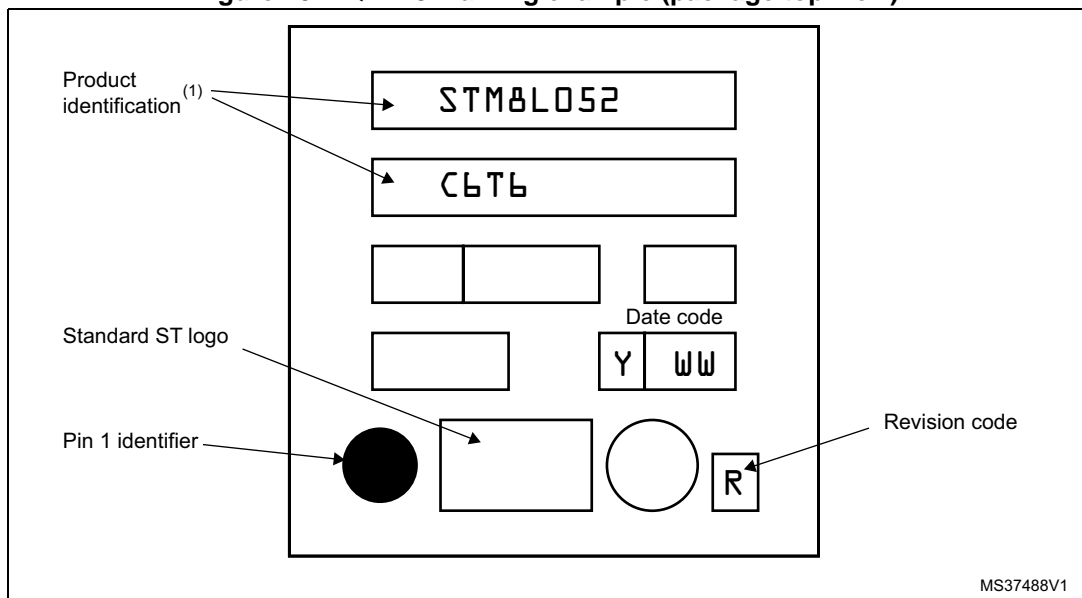 Product
identification (1)
STM8L052
C6T6
Date code
Standard ST logo
Y WW
Pin 1 identifier
Revision code
R
MS37488V1